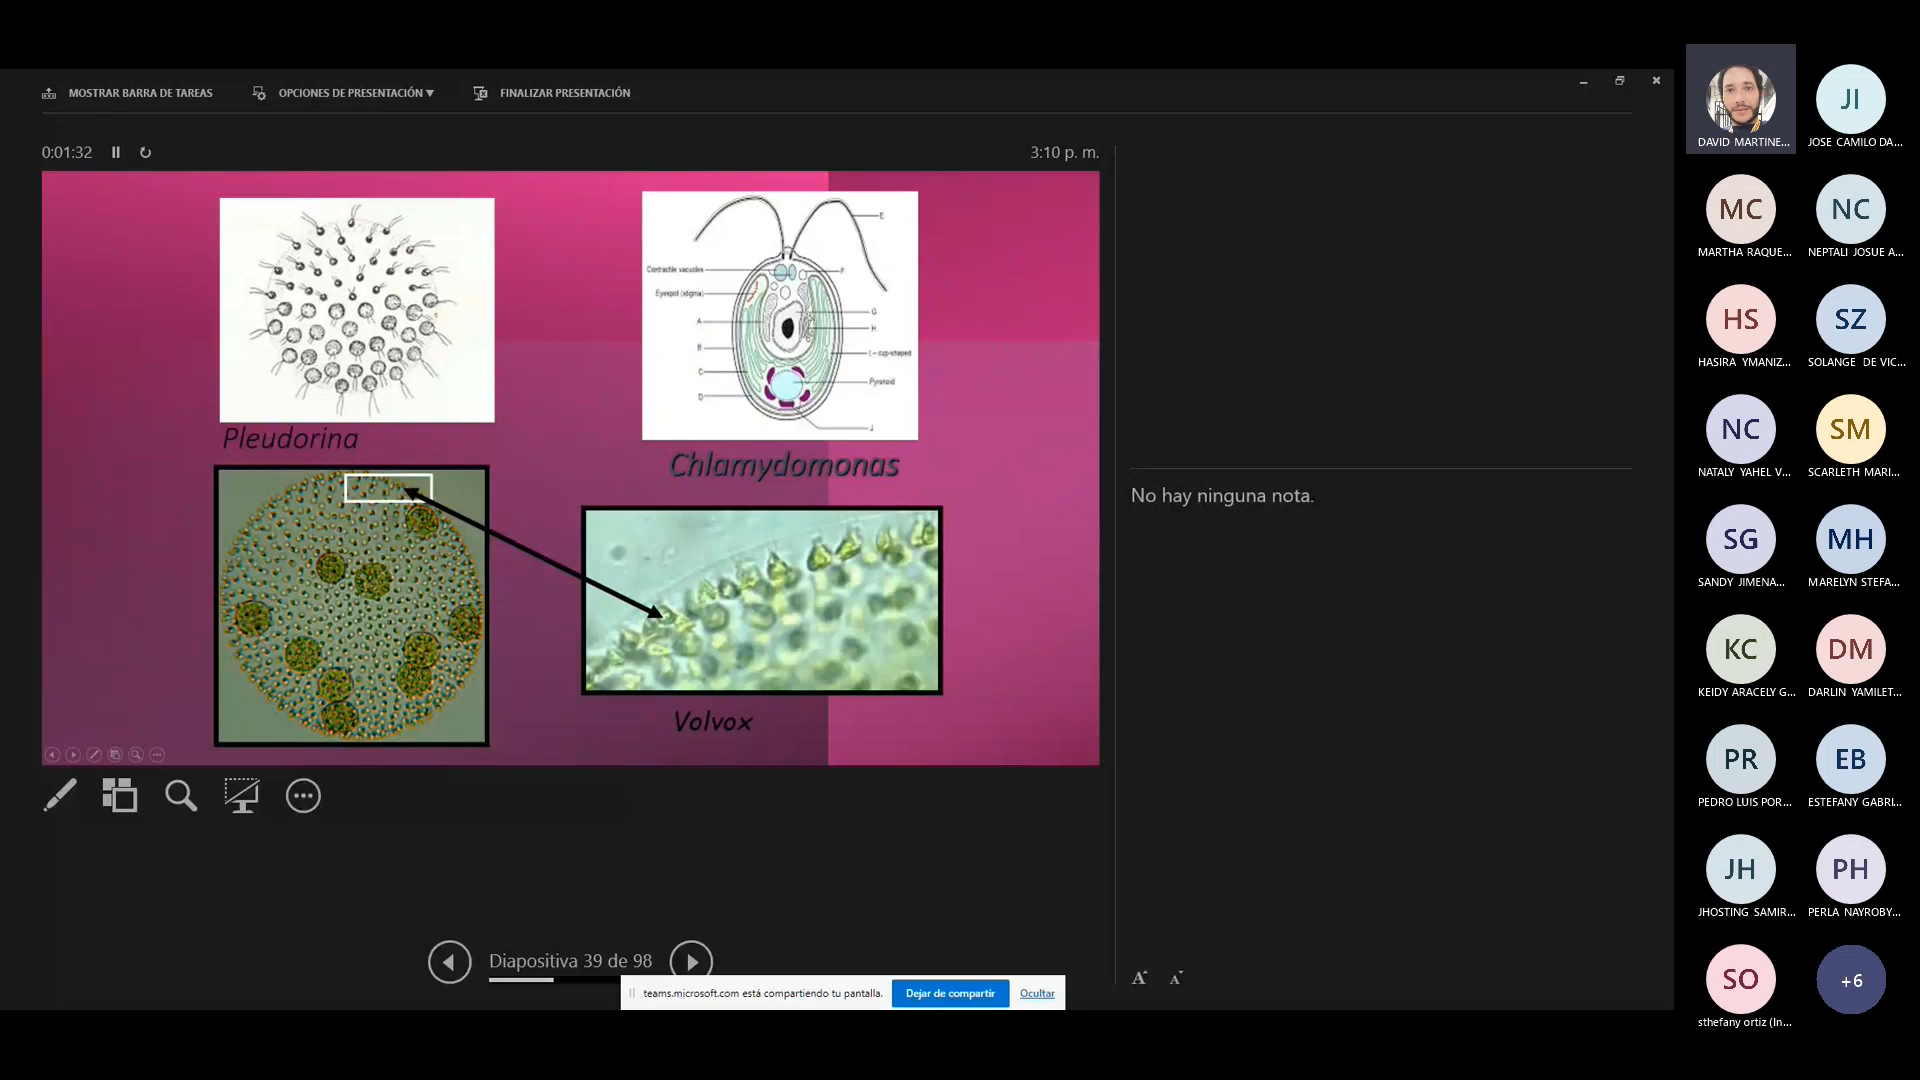 MOSTRAR BARRA DE TAREAS
OPCIONES DE PRESENTACIÓN ▼
FINALIZAR PRESENTACIÓN
0:01:32
3:10 p. m.
Contractile vacuoles
Eyespot (stigma)
A
B
C
D
E
F
G
H
I – cup-shaped
Pyrenoid
J
Pleudorina
Chlamydomonas
Volvox
No hay ninguna nota.
Diapositiva 39 de 98
teams.microsoft.com está compartiendo tu pantalla.
Dejar de compartir
Ocultar
A A
DAVID MARTINE...
JI
JOSE CAMILO DA...
MC
MARTHA RAQUE...
NC
NEPTALI JOSUE A...
HS
HASIRA YMANIZ...
SZ
SOLANGE DE VIC...
NC
NATALY YAHEL V...
SM
SCARLETH MARI...
SG
SANDY JIMENA...
MH
MARELYN STEFA...
KC
KEIDY ARACELY G...
DM
DARLIN YAMILET...
PR
PEDRO LUIS POR...
EB
ESTEFANY GABRI...
JH
JHOSTING SAMIR...
PH
PERLA NAYROBY...
SO
sthefany ortiz (In...
+6